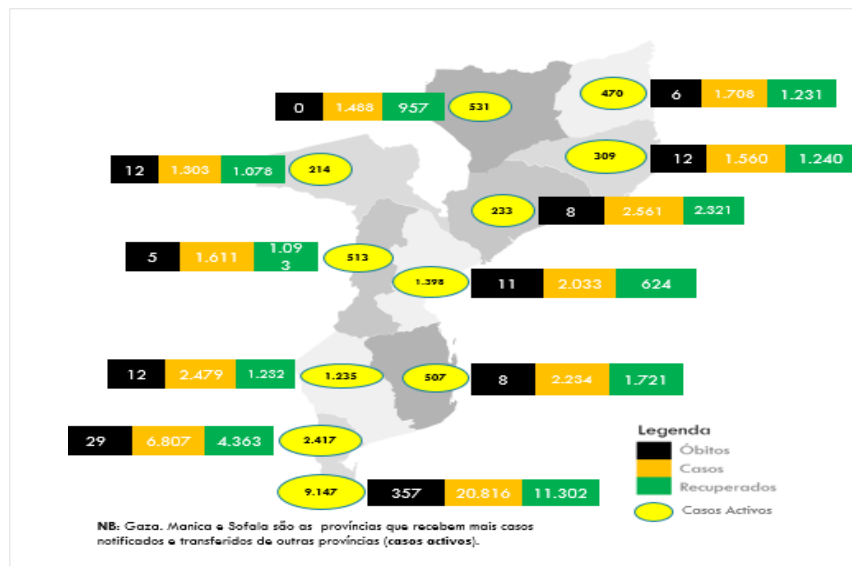 470 6 1.708 1.231
0 1.488 957 531
309 12 1.560 1.240
12 1.303 1.078 214
233 8 2.561 2.321
5 1.611 1.09
3 513
1.398 11 2.033 624
12 2.479 1.232 1.235
507 8 2.234 1.721
29 6.807 4.363 2.417
9.147 357 20.816 11.302
Legenda
Óbitos
Casos
Recuperados
Casos Activos
NB: Gaza. Manica e Sofala são as províncias que recebem mais casos
notificados e transferidos de outras províncias (casos activos).